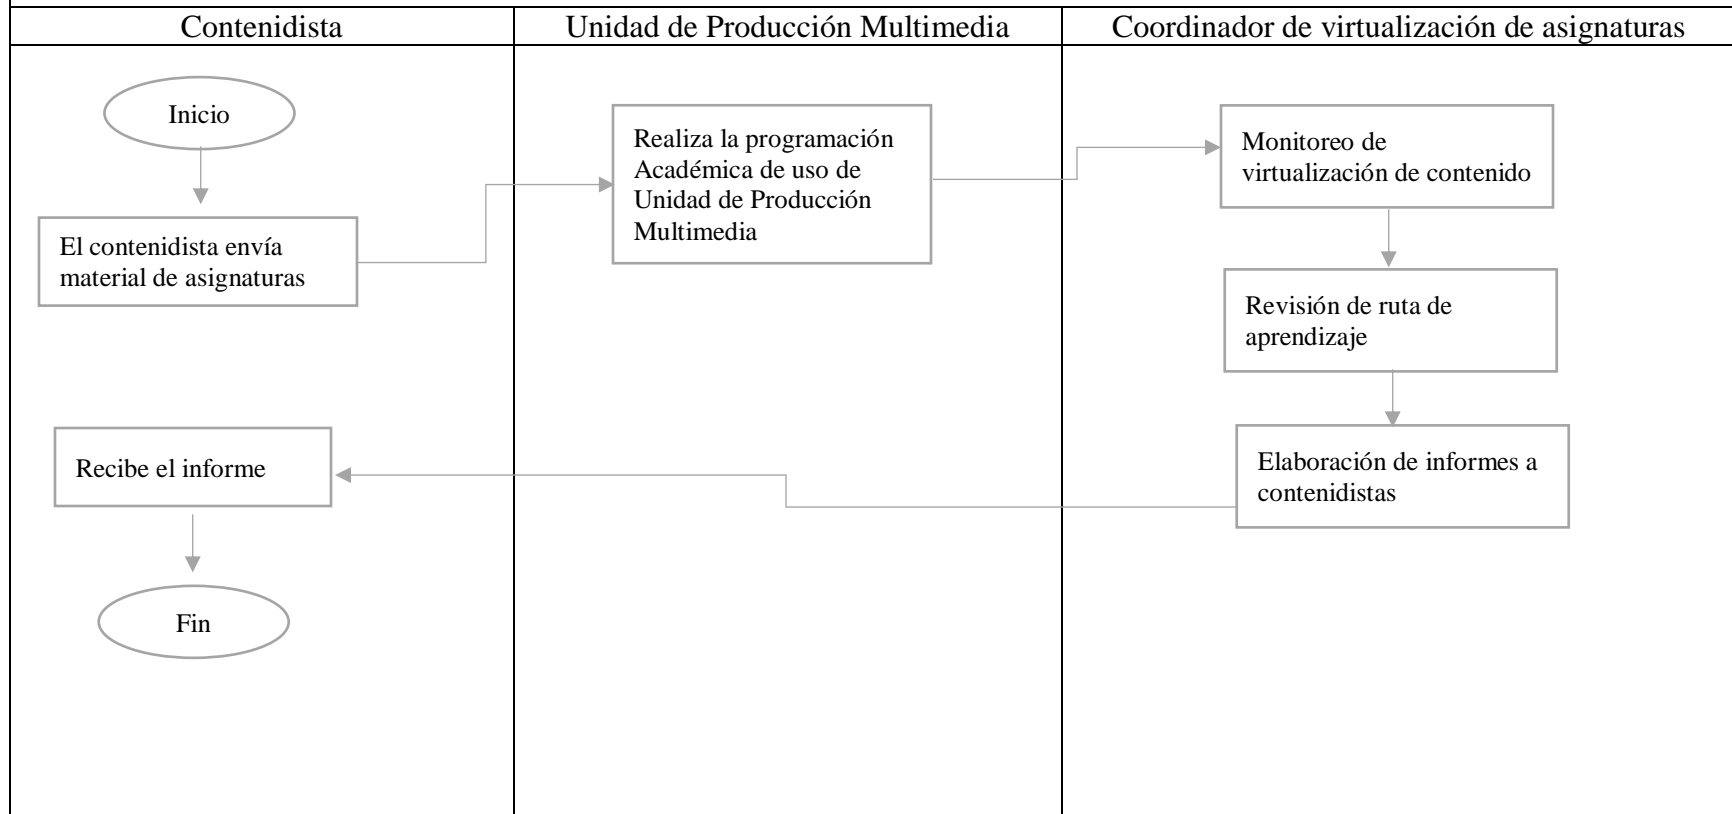 Contenidista
Unidad de Producción Multimedia
Coordinador de virtualización de asignaturas
Inicio
El contenidista envía
material de asignaturas
Realiza la programación
Académica de uso de
Unidad de Producción
Multimedia
Monitoreo de
virtualización de contenido
Revisión de ruta de
aprendizaje
Elaboración de informes a
contenidistas
Recibe el informe
Fin